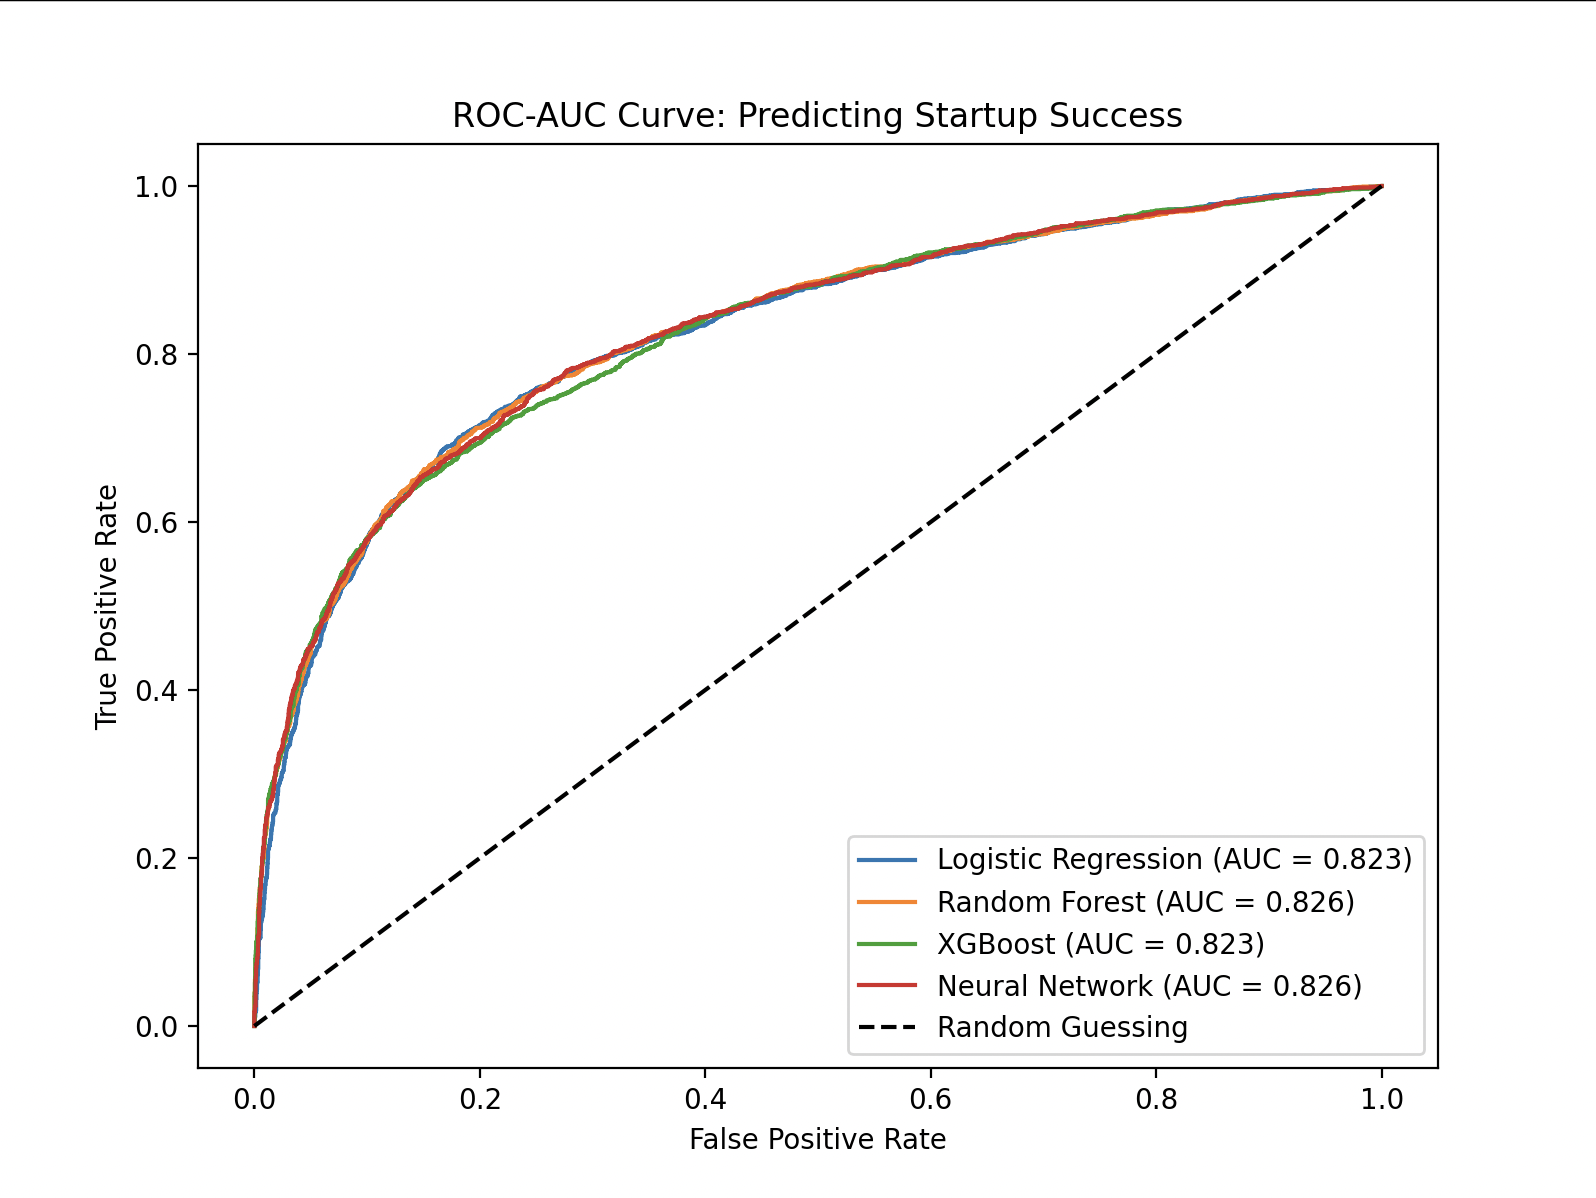 ROC-AUC Curve: Predicting Startup Success
1.0
0.8
0.6
0.4
0.2
0.0
True Positive Rate
Logistic Regression (AUC = 0.823)
Random Forest (AUC = 0.826)
XGBoost (AUC = 0.823)
Neural Network (AUC = 0.826)
Random Guessing
0.0 0.2 0.4 0.6 0.8 1.0
False Positive Rate